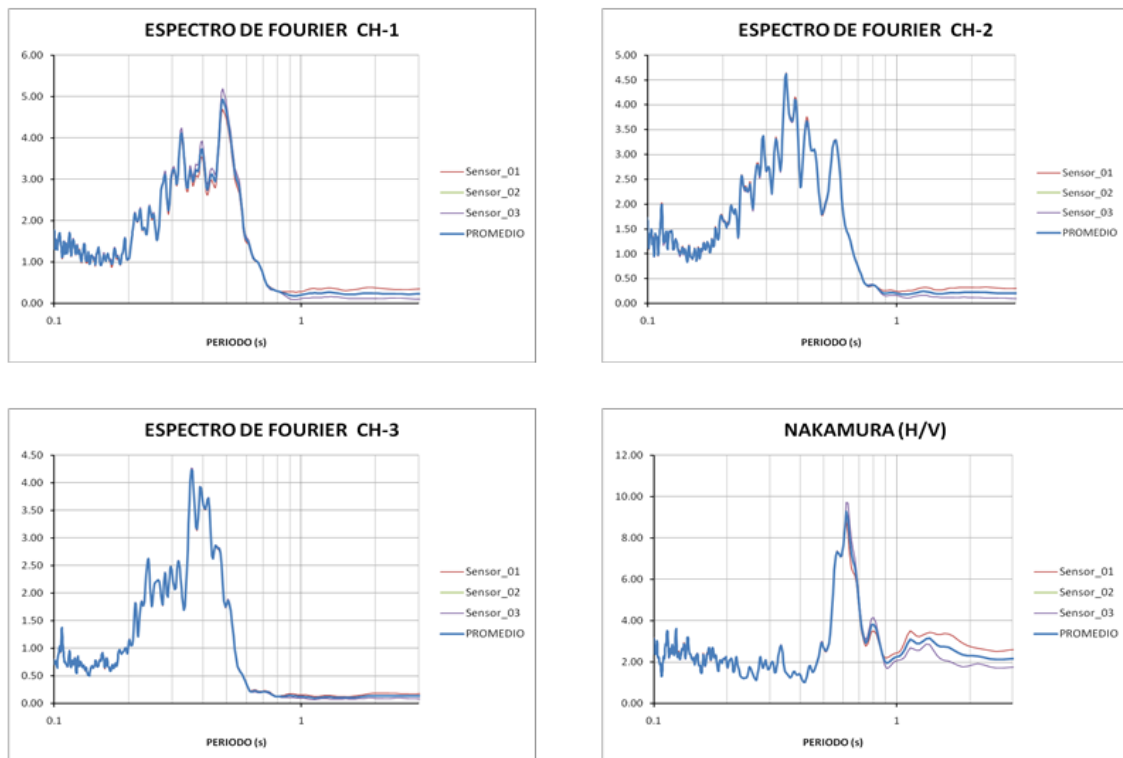 ESPECTRO DE FOURIER CH-1
6.00
5.00
4.00
3.00
2.00
1.00
0.00
0.1
1
PERIODO (s)
Sensor_01
Sensor_02
Sensor_03
PROMEDIO
ESPECTRO DE FOURIER CH-2
5.00
4.50
4.00
3.50
3.00
2.50
2.00
1.50
1.00
0.50
0.00
0.1
1
PERIODO (s)
Sensor_01
Sensor_02
Sensor_03
PROMEDIO
ESPECTRO DE FOURIER CH-3
4.50
4.00
3.50
3.00
2.50
2.00
1.50
1.00
0.50
0.00
0.1
1
PERIODO (s)
Sensor_01
Sensor_02
Sensor_03
PROMEDIO
NAKAMURA (H/V)
12.00
10.00
8.00
6.00
4.00
2.00
0.00
0.1
1
PERIODO (s)
Sensor_01
Sensor_02
Sensor_03
PROMEDIO